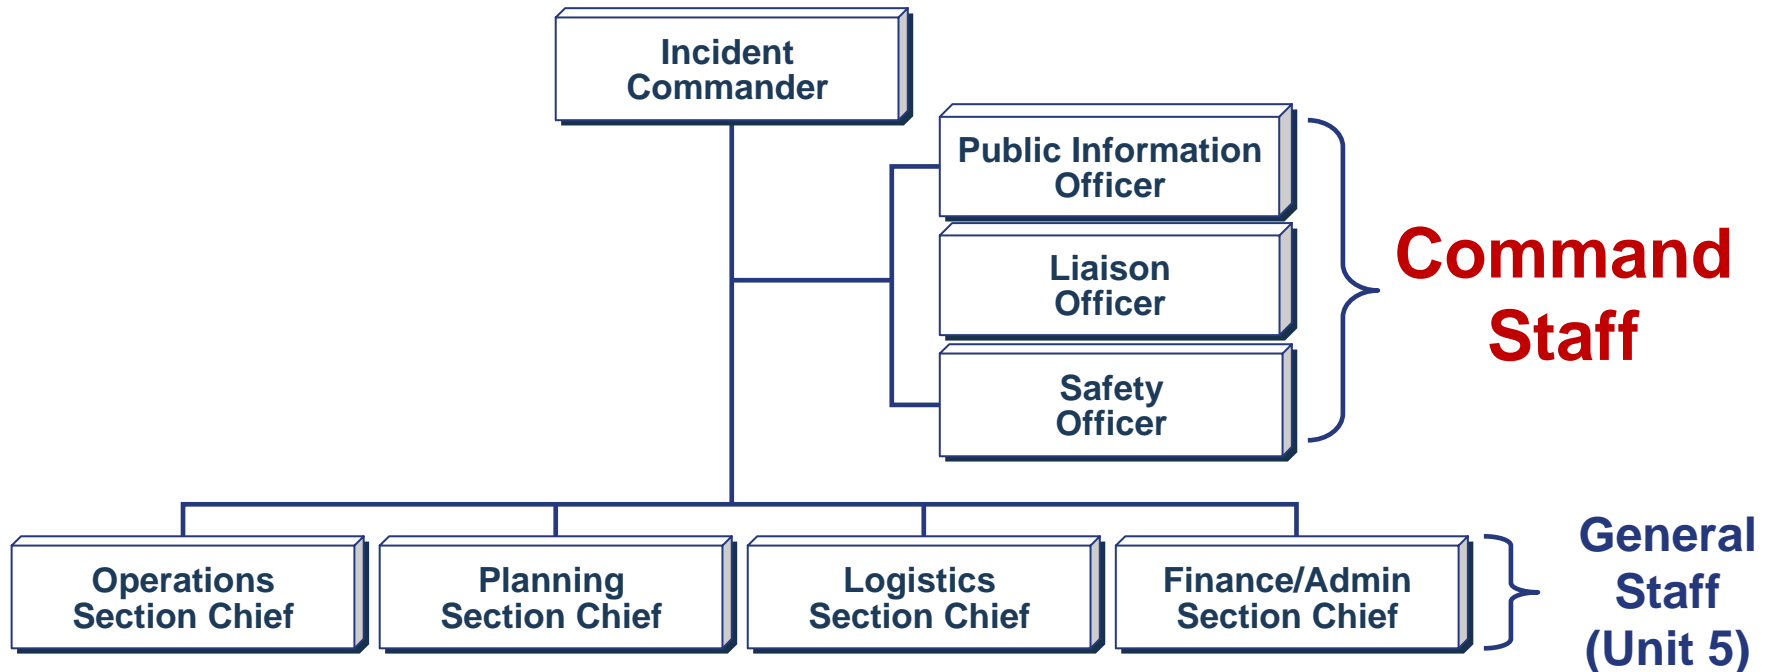 Incident
Commander
Public Information
Officer
Liaison
Officer
Safety
Officer
Command
Staff
Operations
Section Chief
Planning
Section Chief
Logistics
Section Chief
Finance/Admin
Section Chief
General
Staff
(Unit 5)